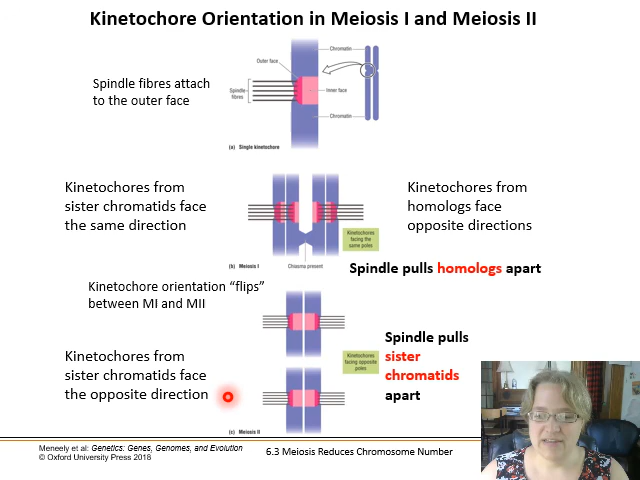 Kinetochore Orientation in Meiosis I and Meiosis II
Spindle fibres attach
to the outer face
Chromatin
Outer face
Spindle
fibres
Inner face
Chromatin
(a) Single kinetochore
Kinetochores from
sister chromatids face
the same direction
Kinetochores from
homologs face
opposite directions
Kinetochores
facing the
same poles
(b) Meiosis I
Chiasma present
Spindle pulls homologs apart
Kinetochore orientation “flips”
between MI and MII
Kinetochores from
sister chromatids face
the opposite direction
Kinetochores
facing opposite
poles
Spindle pulls
sister
chromatids
apart
(c) Meiosis II
Meneely et al: Genetics: Genes, Genomes, and Evolution
© Oxford University Press 2018
6.3 Meiosis Reduces Chromosome Number